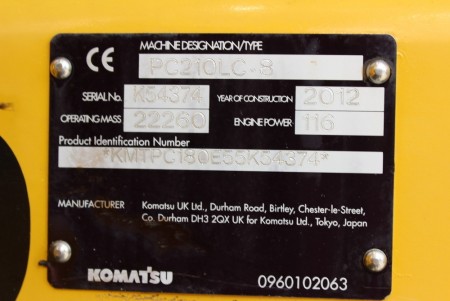 CE
MACHINE DESIGNATION/TYPE
PC210LC-8
SERIAL No. K54374 YEAR OF CONSTRUCTION 2012
OPERATING MASS 22260 ENGINE POWER 116
Product Identification Number
*KMTPC180E55K54374*
MANUFACTURER Komatsu UK Ltd., Durham Road, Birtley, Chester-le-Street,
Co. Durham DH3 2QX UK for Komatsu Ltd., Tokyo, Japan
KOMATSU 0960102063